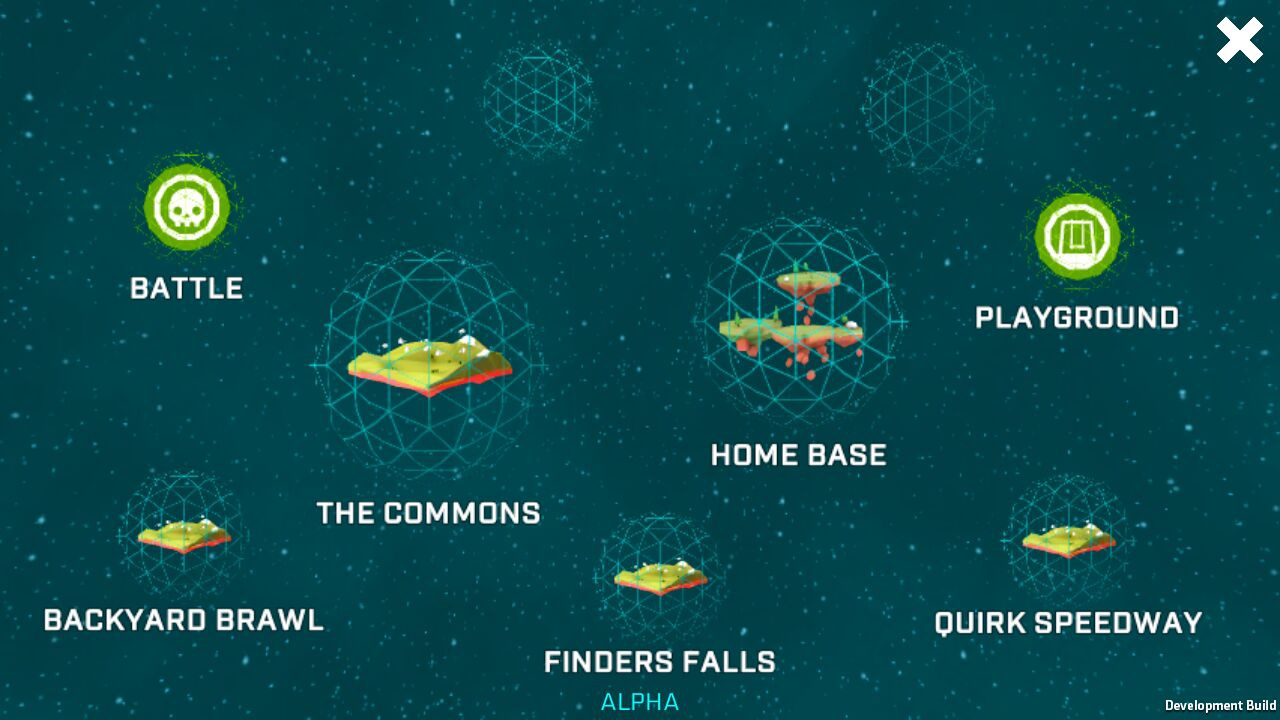 BATTLE
PLAYGROUND
HOME BASE
THE COMMONS
BACKYARD BRAWL
QUIRK SPEEDWAY
FINDERS FALLS
ALPHA
Development Build